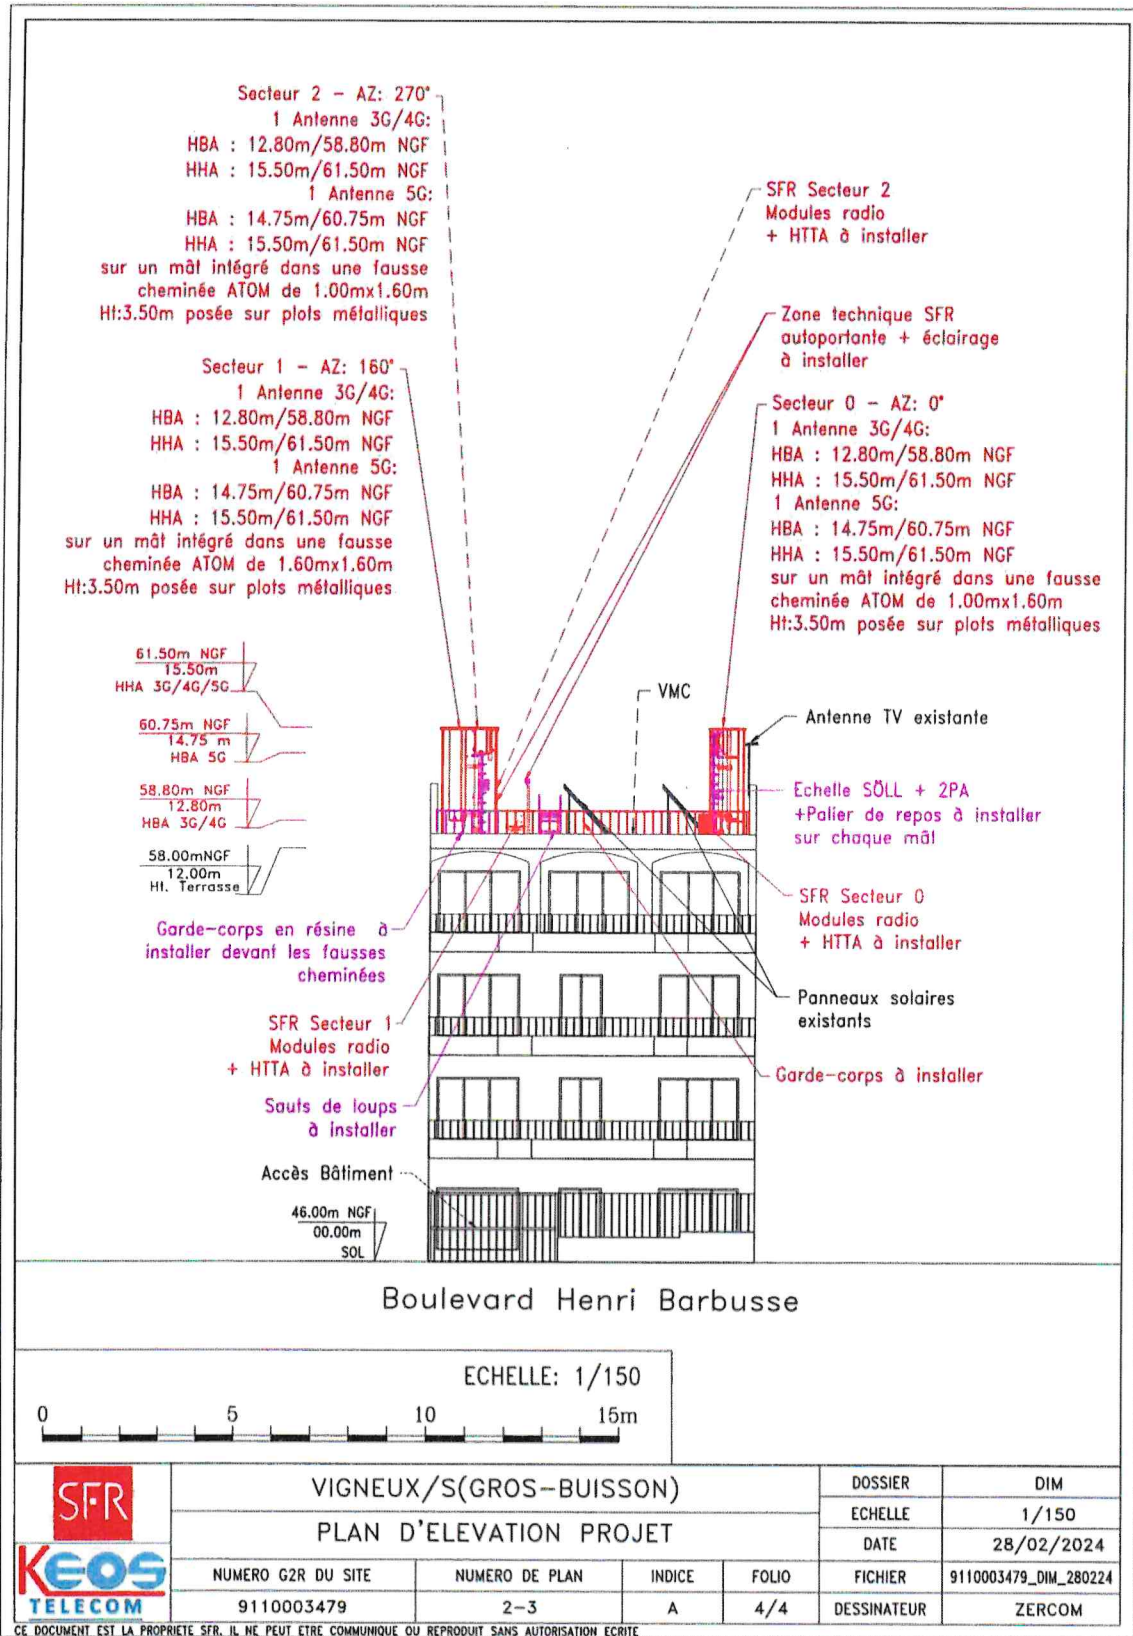 Secteur 2 - AZ: 270°
1 Antenne 3G/4G:
HBA : 12.80m/58.80m NGF
HHA : 15.50m/61.50m NGF
1 Antenne 5G:
HBA : 14.75m/60.75m NGF
HHA : 15.50m/61.50m NGF
sur un mât intégré dans une fausse
cheminée ATOM de 1.00mx1.60m
Ht:3.50m posée sur plots métalliques
SFR Secteur 2
Modules radio
+ HTTA à installer
Zone technique SFR
autoportante + éclairage
à installer
Secteur 1 - AZ: 160°
1 Antenne 3G/4G:
HBA : 12.80m/58.80m NGF
HHA : 15.50m/61.50m NGF
1 Antenne 5G:
HBA : 14.75m/60.75m NGF
HHA : 15.50m/61.50m NGF
sur un mât intégré dans une fausse
cheminée ATOM de 1.60mx1.60m
Ht:3.50m posée sur plots métalliques
Secteur 0 - AZ: 0°
1 Antenne 3G/4G:
HBA : 12.80m/58.80m NGF
HHA : 15.50m/61.50m NGF
1 Antenne 5G:
HBA : 14.75m/60.75m NGF
HHA : 15.50m/61.50m NGF
sur un mât intégré dans une fausse
cheminée ATOM de 1.00mx1.60m
Ht:3.50m posée sur plots métalliques
61.50m NGF
15.50m
HHA 3G/4G/5G
60.75m NGF
14.75 m
HBA 5G
58.80m NGF
12.80m
HBA 3G/4G
58.00mNGF
12.00m
Ht. Terrasse
VMC
Antenne TV existante
Echelle SÖLL + 2PA
+Palier de repos à installer
sur chaque mât
SFR Secteur 0
Modules radio
+ HTTA à installer
Panneaux solaires
existants
Garde-corps à installer
Garde-corps en résine à
installer devant les fausses
cheminées
SFR Secteur 1
Modules radio
+ HTTA à installer
Sauts de loups
à installer
Accès Bâtiment
46.00m NGF
00.00m
SOL
Boulevard Henri Barbusse
ECHELLE: 1/150
0 5 10 15m
SFR
KEOS
TELECOM
VIGNEUX/S(GROS-BUISSON)
PLAN D'ELEVATION PROJET
NUMERO G2R DU SITE NUMERO DE PLAN INDICE FOLIO
9110003479 2-3 A 4/4
DOSSIER DIM
ECHELLE 1/150
DATE 28/02/2024
FICHIER 9110003479_DIM_280224
DESSINATEUR ZERCOM
CE DOCUMENT EST LA PROPRIETE SFR. IL NE PEUT ETRE COMMUNIQUE OU REPRODUIT SANS AUTORISATION ECRITE